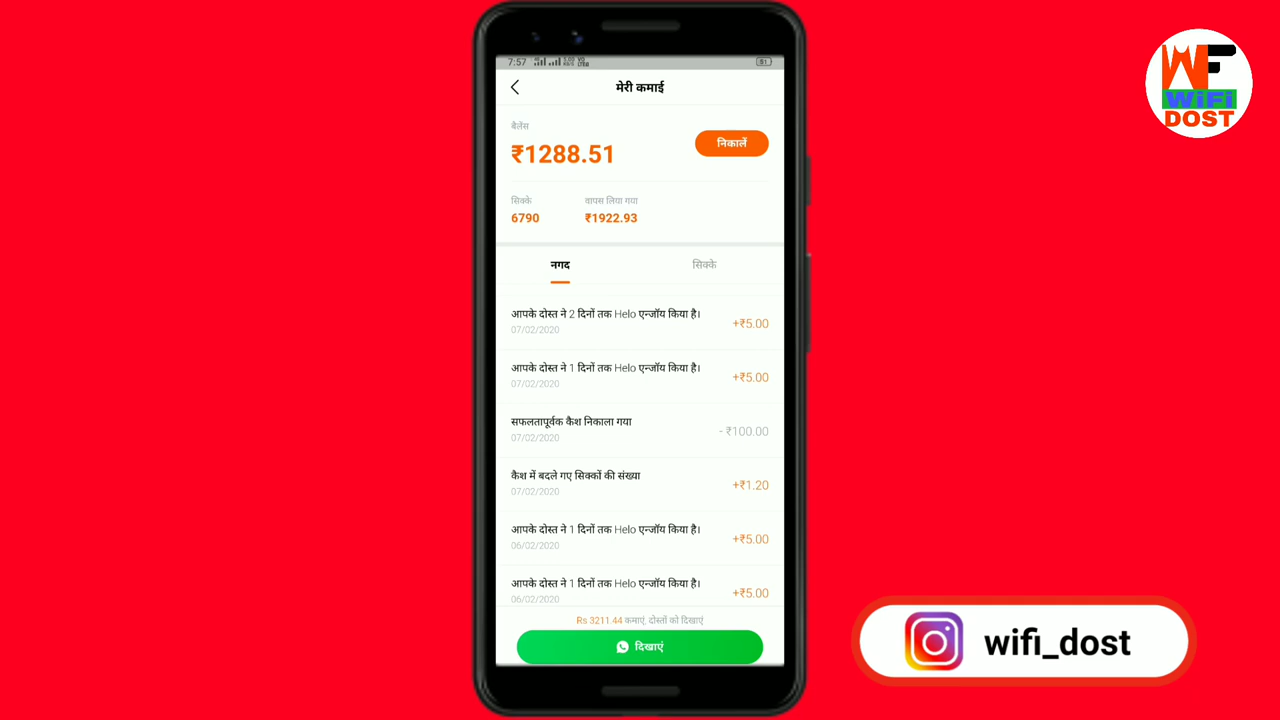 7:57
51
मेरी कमाई
बैलेंस
₹1288.51
निकालें
सिक्के
वापस लिया गया
6790
₹1922.93
नगद
सिक्के
आपके दोस्त ने 2 दिनों तक Helo एन्जॉय किया है।
+₹5.00
07/02/2020
आपके दोस्त ने 1 दिनों तक Helo एन्जॉय किया है।
+₹5.00
07/02/2020
सफलतापूर्वक कैश निकाला गया
- ₹100.00
07/02/2020
कैश में बदले गए सिक्कों की संख्या
+₹1.20
07/02/2020
आपके दोस्त ने 1 दिनों तक Helo एन्जॉय किया है।
+₹5.00
06/02/2020
आपके दोस्त ने 1 दिनों तक Helo एन्जॉय किया है।
+₹5.00
06/02/2020
Rs 3211.44 कमाएं, दोस्तों को दिखाएं
दिखाएं
WF
WiFi
DOST
wifi_dost